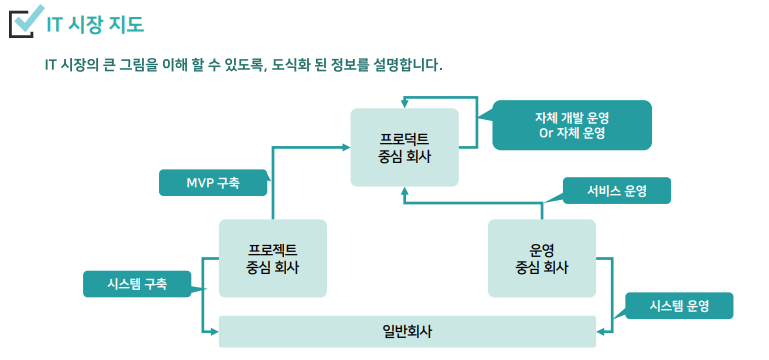 IT 시장 지도
IT 시장의 큰 그림을 이해 할 수 있도록, 도식화 된 정보를 설명합니다.
프로덕트
중심 회사
자체 개발 운영
Or 자체 운영
MVP 구축
서비스 운영
프로젝트
중심 회사
운영
중심 회사
시스템 구축
시스템 운영
일반회사